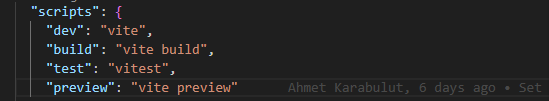 "scripts": {
"dev": "vite",
"build": "vite build",
"test": "vitest",
"preview": "vite preview" Ahmet Karabulut, 6 days ago • Set